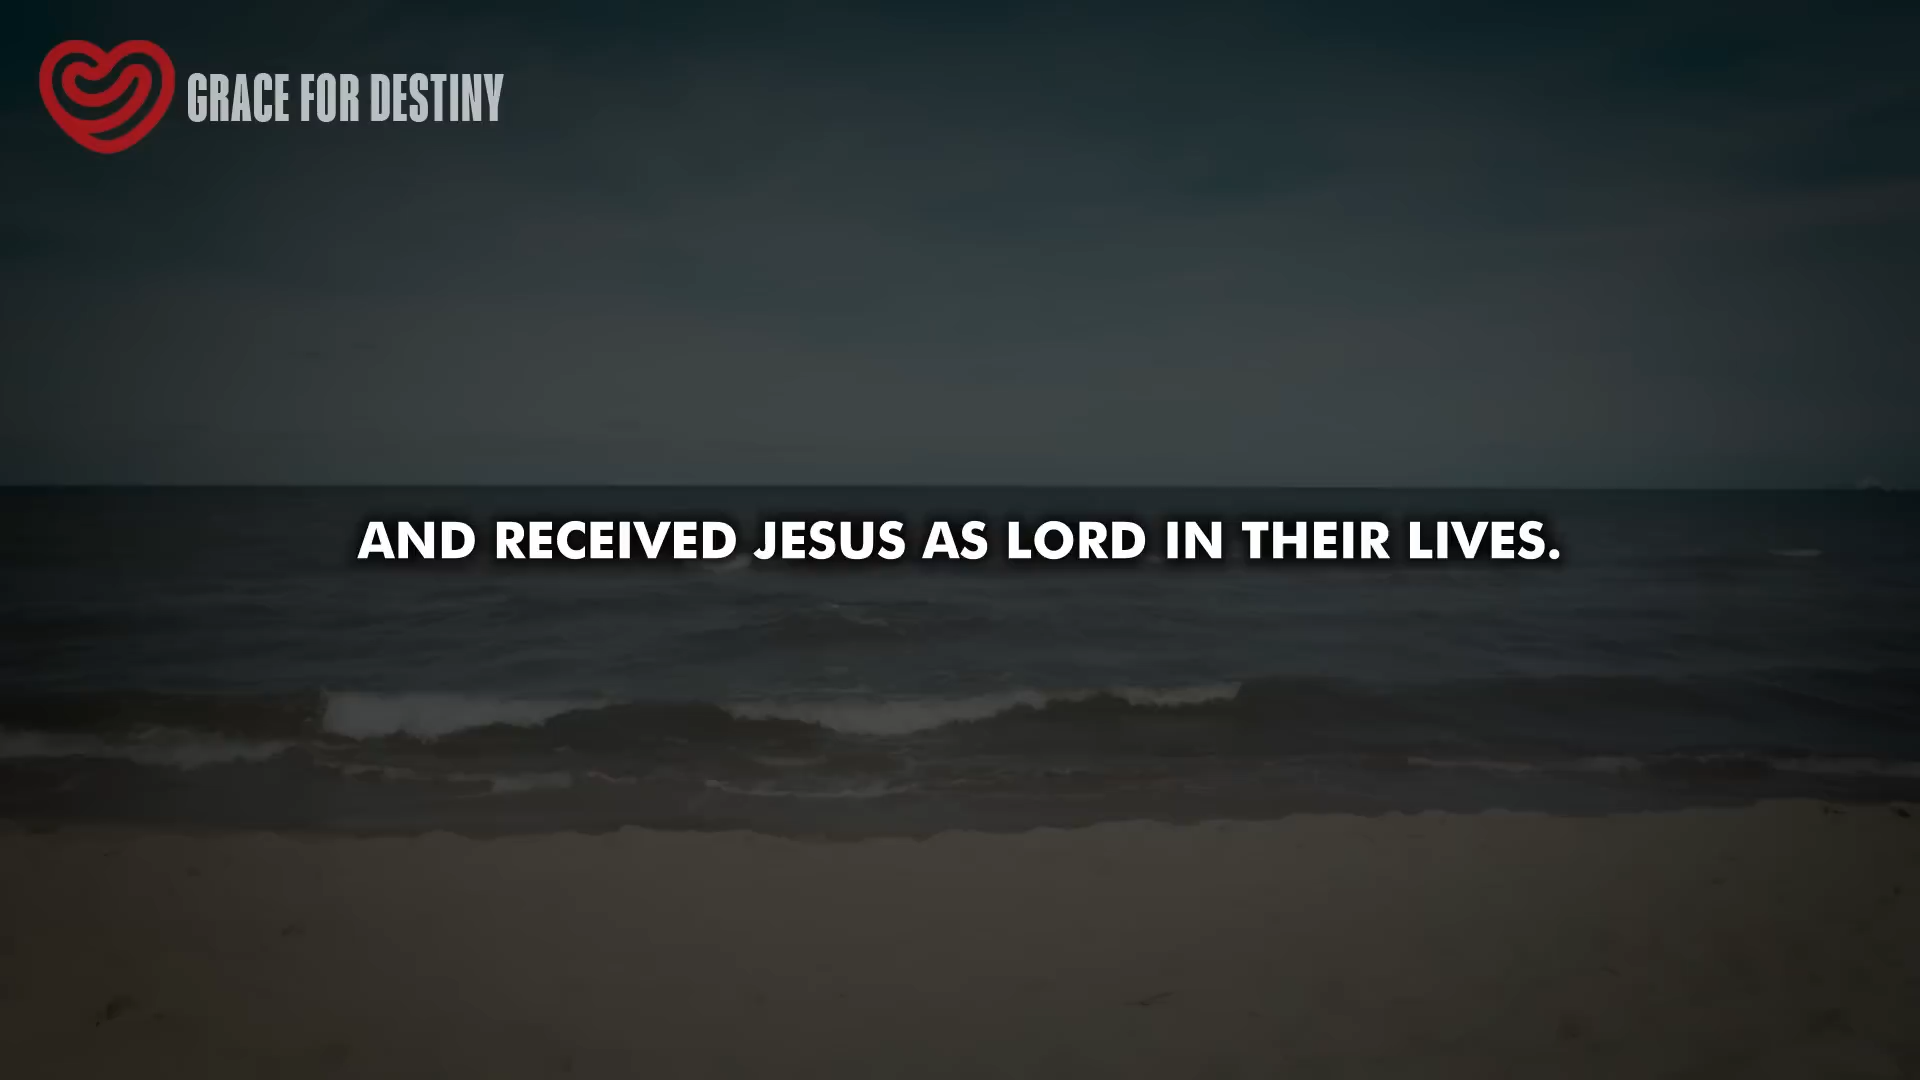 GRACE FOR DESTINY
AND RECEIVED JESUS AS LORD IN THEIR LIVES.